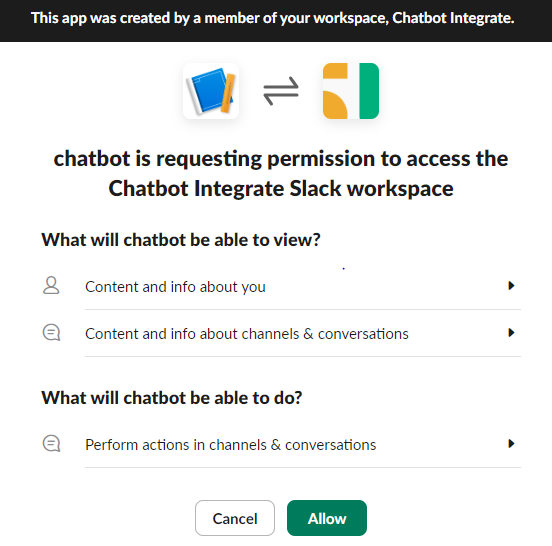 This app was created by a member of your workspace, Chatbot Integrate.
chatbot is requesting permission to access the
Chatbot Integrate Slack workspace
What will chatbot be able to view?
Content and info about you
Content and info about channels & conversations
What will chatbot be able to do?
Perform actions in channels & conversations
Cancel
Allow